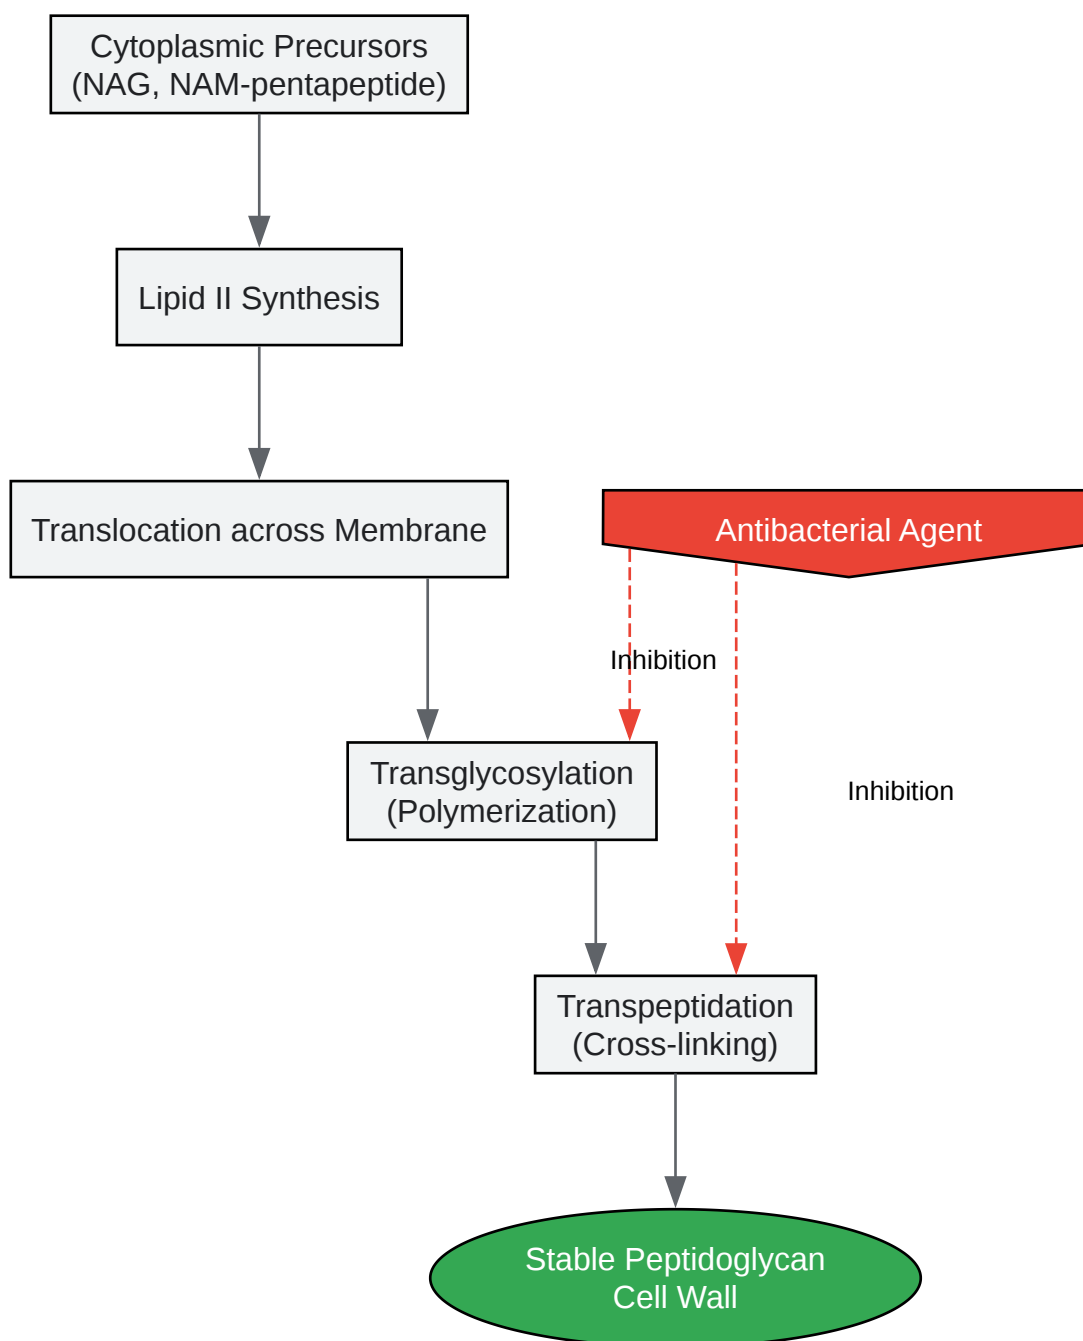 Cytoplasmic Precursors
(NAG, NAM-pentapeptide)
Lipid II Synthesis
Translocation across Membrane
Antibacterial Agent
Inhibition
Transglycosylation
(Polymerization)
Inhibition
Transpeptidation
(Cross-linking)
Stable Peptidoglycan
Cell Wall